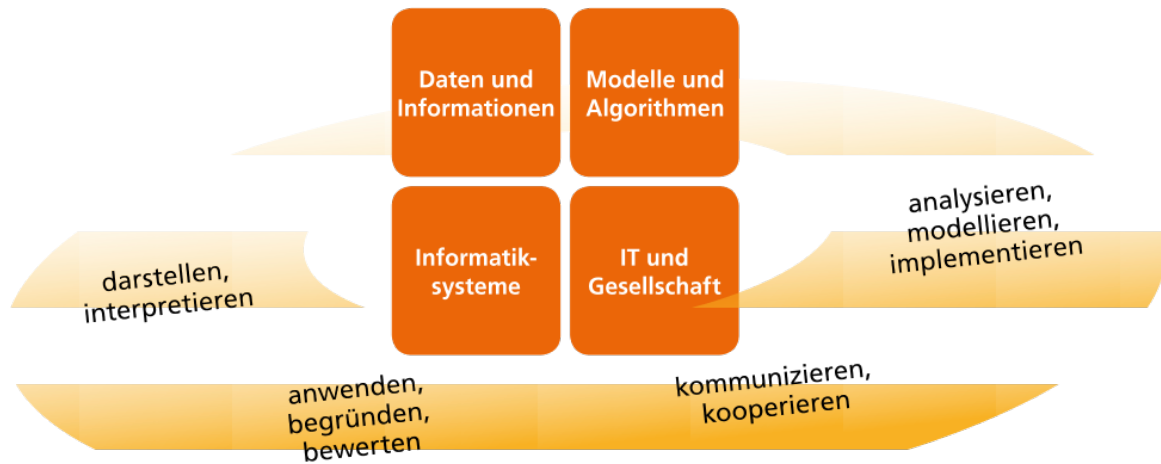 Daten und
Informationen
Modelle und
Algorithmen
Informatik-
systeme
IT und
Gesellschaft
analysieren,
modellieren,
implementieren
darstellen,
interpretieren
anwenden,
begründen,
bewerten
kommunizieren,
kooperieren